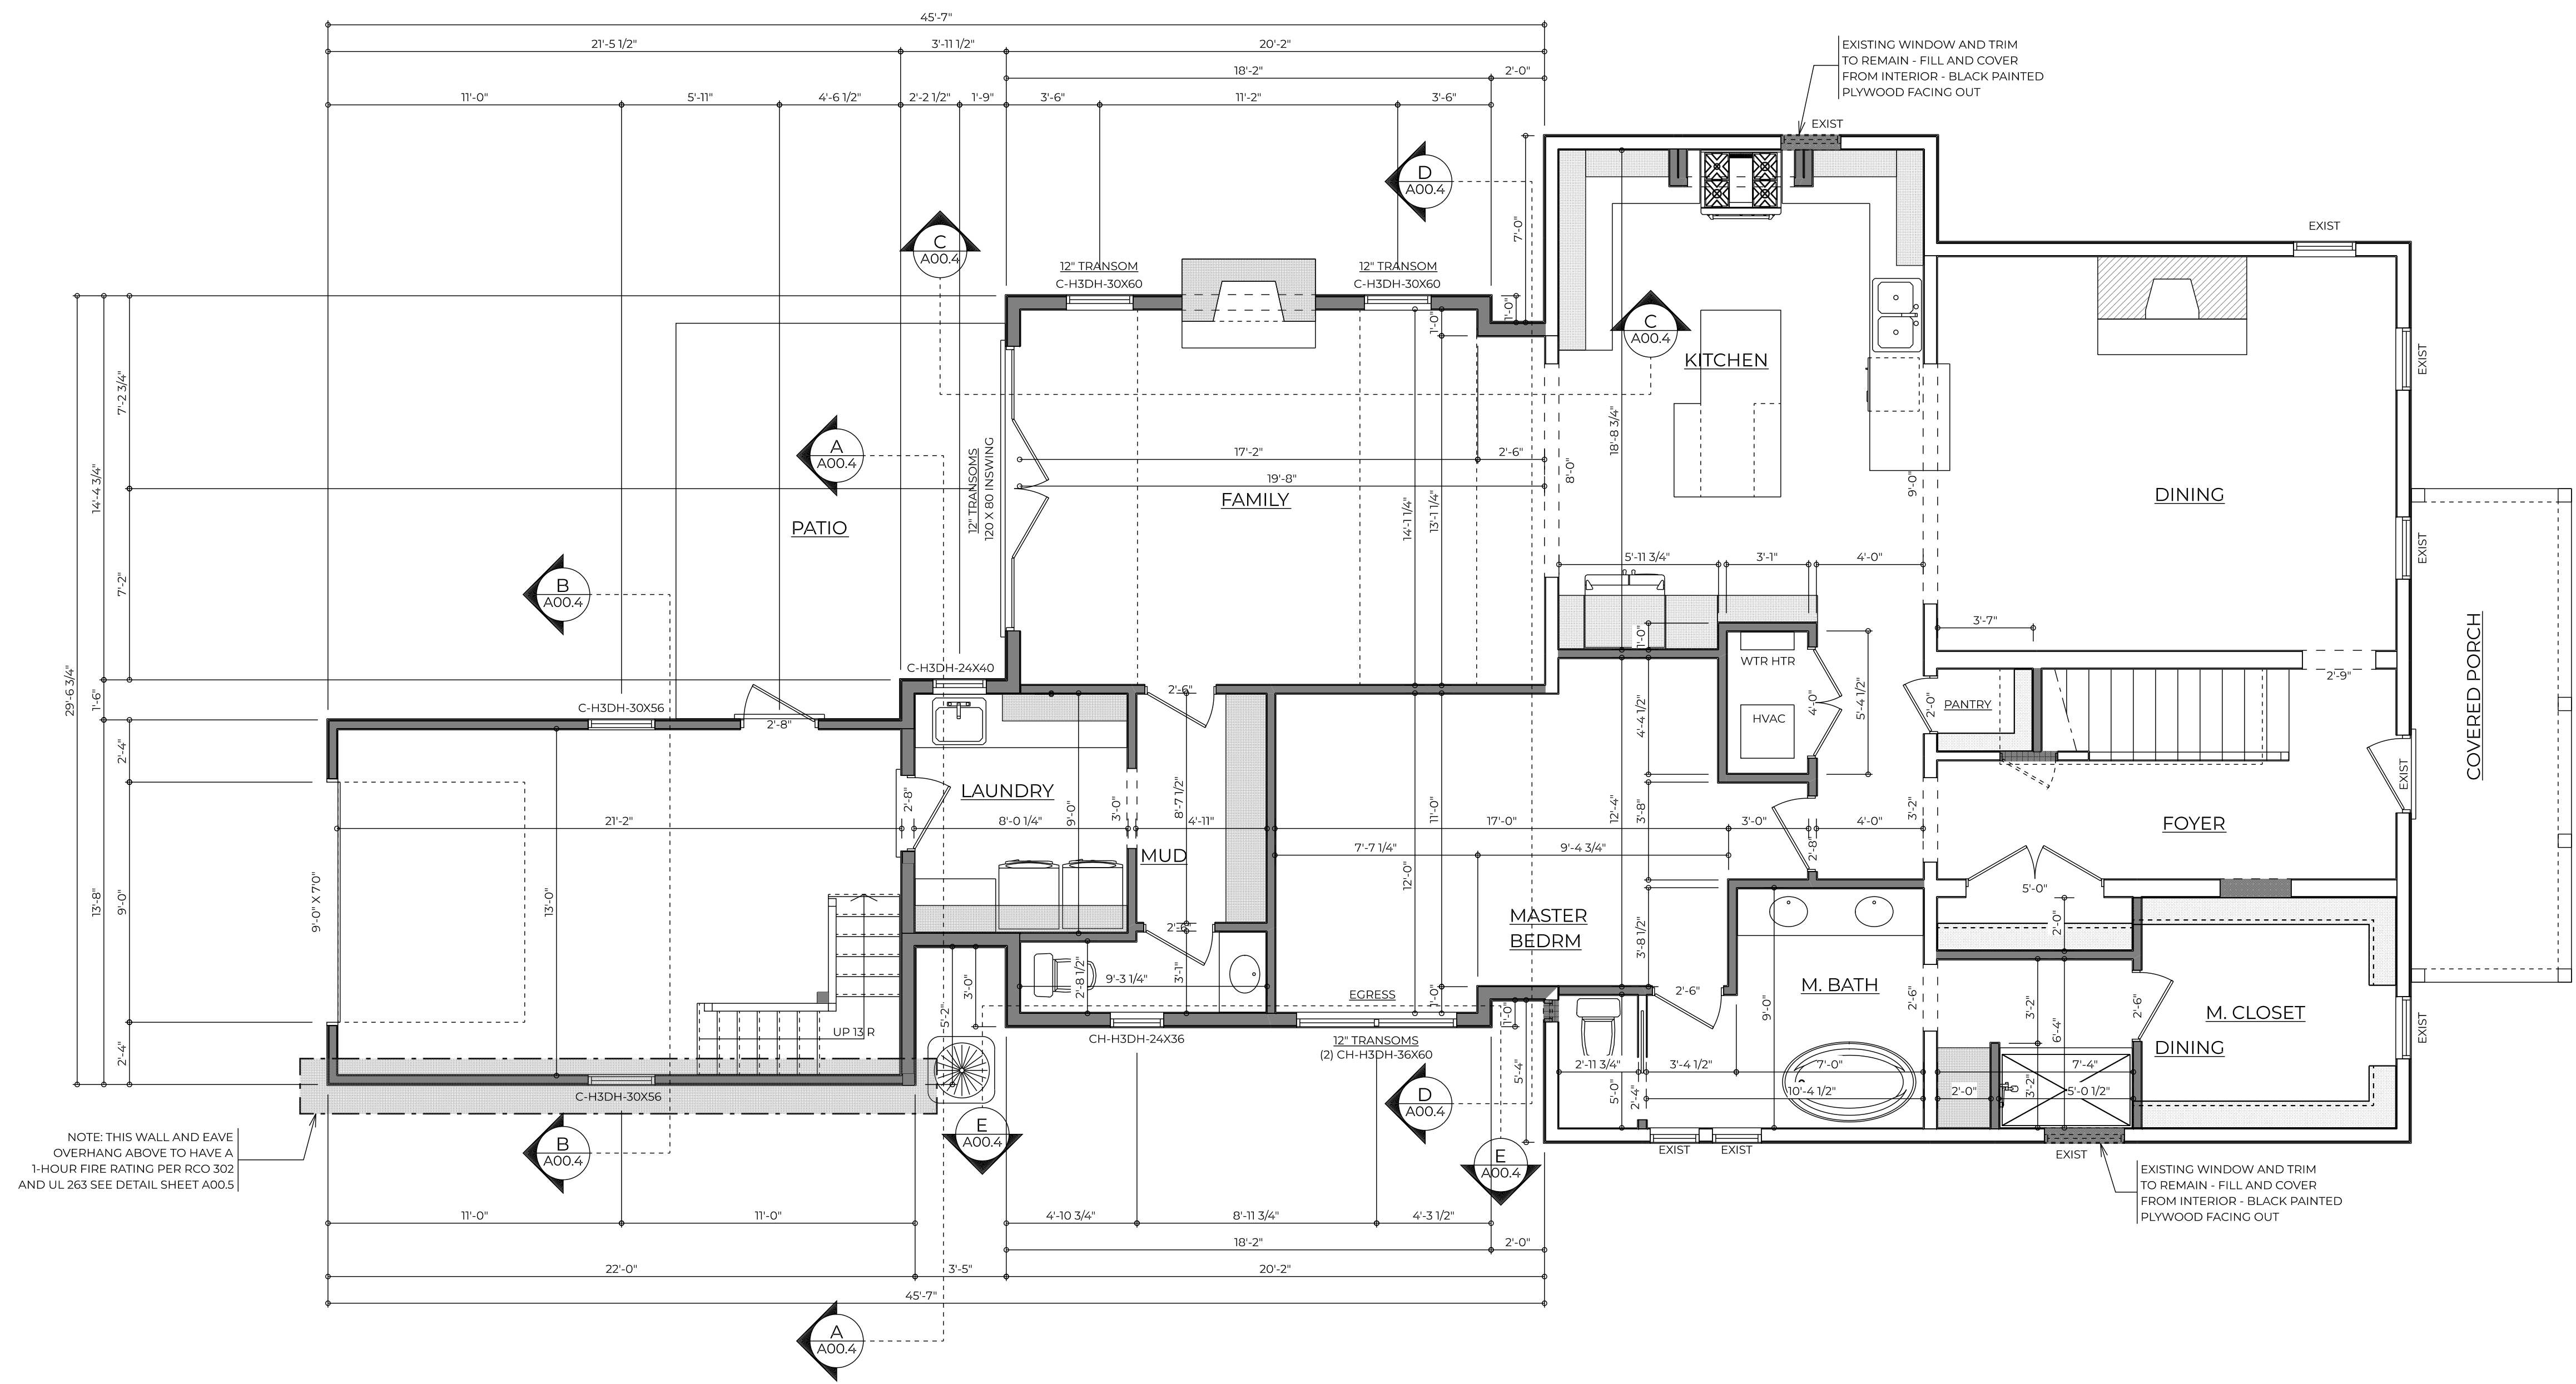 45'-7"
21'-5 1/2"
3'-11 1/2"
20'-2"
18'-2"
2'-0"
11'-0"
5'-11"
4'-6 1/2"
2'-2 1/2"
1'-9"
3'-6"
11'-2"
3'-6"
EXISTING WINDOW AND TRIM
TO REMAIN - FILL AND COVER
FROM INTERIOR - BLACK PAINTED
PLYWOOD FACING OUT
EXIST
D
A00.4
C
A00.4
7'-0"
EXIST
12" TRANSOM
C-H3DH-30X60
12" TRANSOM
C-H3DH-30X60
1'-0"
1'-0"
C
A00.4
KITCHEN
EXIST
7'-2 3/4"
14'-4 3/4"
A
A00.4
12" TRANSOMS
120 X 80 INSWING
17'-2"
2'-6"
19'-8"
FAMILY
14'-1 1/4"
13'-1 1/4"
8'-0"
18'-8 3/4"
9'-0"
DINING
PATIO
EXIST
5'-11 3/4"
3'-1"
4'-0"
7'-2"
B
A00.4
3'-7"
1'-0"
WTR HTR
COVERED PORCH
C-H3DH-24X40
2'-6"
29'-6 3/4"
1'-6"
C-H3DH-30X56
2'-8"
4'-4 1/2"
HVAC
4'-0"
5'-4 1/2"
2'-0"
PANTRY
2'-9"
2'-4"
LAUNDRY
2'-8"
9'-0"
3'-0"
8'-7 1/2"
11'-0"
12'-4"
3'-8"
3'-2"
EXIST
21'-2"
8'-0 1/4"
4'-11"
17'-0"
3'-0"
4'-0"
FOYER
MUD
7'-7 1/4"
9'-4 3/4"
2'-8"
12'-0"
13'-8"
9'-0"
9'-0" X 7'0"
13'-0"
5'-0"
MASTER
BEDRM
2'-6"
3'-8 1/2"
2'-0"
2'-8 1/2"
9'-3 1/4"
3'-1"
3'-0"
EGRESS
1'-0"
1'-0"
2'-6"
M. BATH
9'-0"
2'-6"
3'-2"
6'-4"
2'-6"
M. CLOSET
DINING
EXIST
5'-2"
UP 13 R
2'-4"
CH-H3DH-24X36
12" TRANSOMS
(2) CH-H3DH-36X60
5'-4"
2'-11 3/4"
3'-4 1/2"
7'-0"
7'-4"
5'-0"
2'-4"
10'-4 1/2"
2'-0"
3'-2"
5'-0 1/2"
C-H3DH-30X56
D
A00.4
E
A00.4
B
A00.4
E
A00.4
EXIST
EXIST
EXIST
NOTE: THIS WALL AND EAVE
OVERHANG ABOVE TO HAVE A
1-HOUR FIRE RATING PER RCO 302
AND UL 263 SEE DETAIL SHEET A00.5
EXISTING WINDOW AND TRIM
TO REMAIN - FILL AND COVER
FROM INTERIOR - BLACK PAINTED
PLYWOOD FACING OUT
11'-0"
11'-0"
4'-10 3/4"
8'-11 3/4"
4'-3 1/2"
18'-2"
2'-0"
22'-0"
3'-5"
20'-2"
45'-7"
A
A00.4